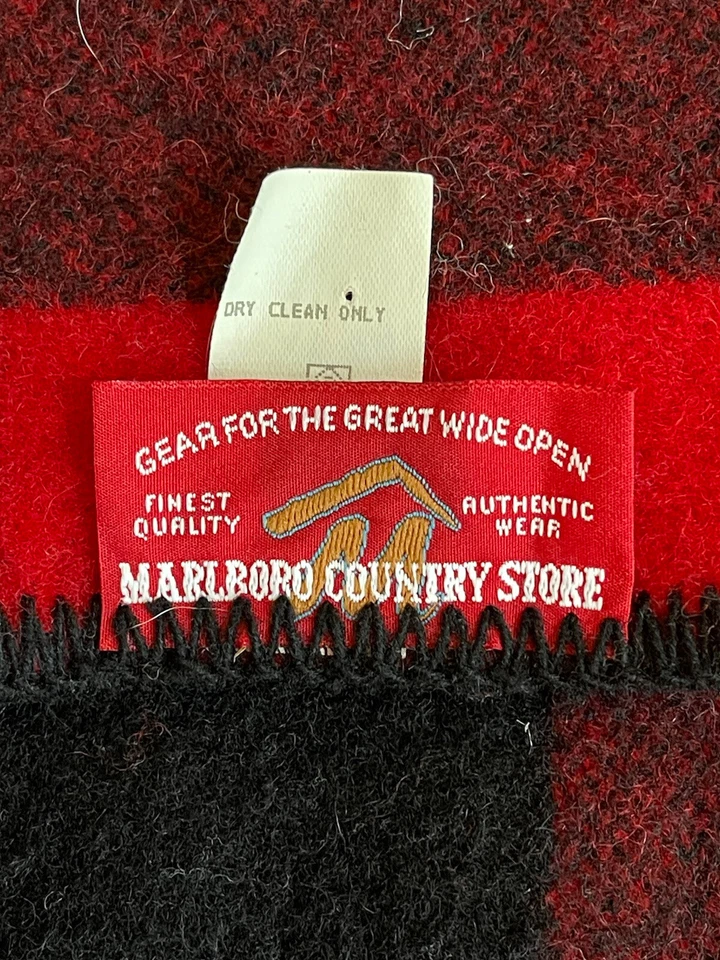 DRY CLEAN ONLY
GEAR FOR THE GREAT WIDE OPEN
FINEST
QUALITY
AUTHENTIC
WEAR
MARLBORO COUNTRY STORE